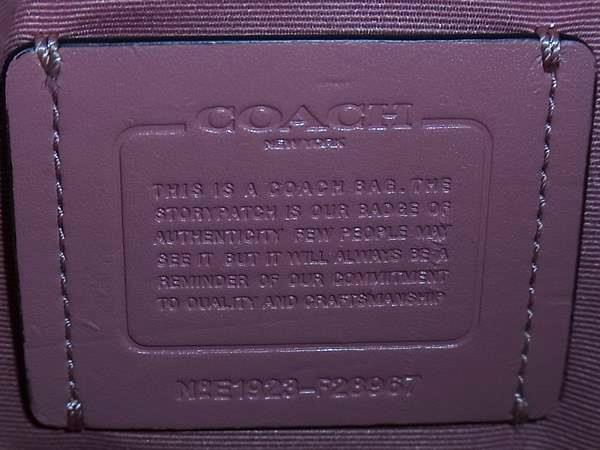 COACH
NEW YORK
THIS IS A COACH BAG. THE
STORYPATCH IS OUR BADGE OF
AUTHENTICITY FEW PEOPLE MAY
SEE IT BUT IT WILL ALWAYS BE A
REMINDER OF OUR COMMITMENT
TO QUALITY AND CRAFTSMANSHIP
NºE1923-F28967